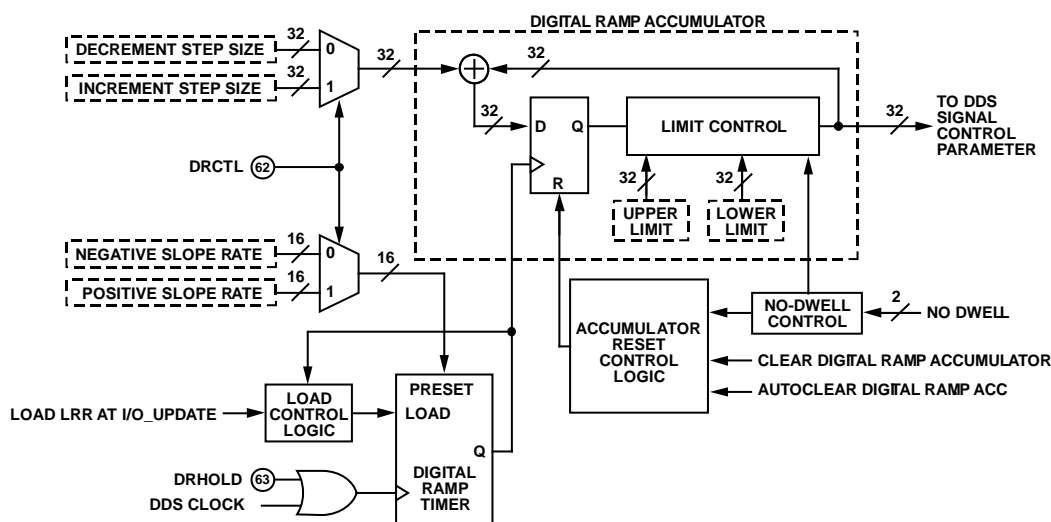 DIGITAL RAMP ACCUMULATOR
DECREMENT STEP SIZE
32
0
INCREMENT STEP SIZE
32
1
32
32
32
D
Q
R
LIMIT CONTROL
32
TO DDS
SIGNAL
CONTROL
PARAMETER
32
UPPER
LIMIT
32
LOWER
LIMIT
DRCTL
62
NEGATIVE SLOPE RATE
16
0
POSITIVE SLOPE RATE
16
1
16
ACCUMULATOR
RESET
CONTROL
LOGIC
NO-DWELL
CONTROL
2
NO DWELL
CLEAR DIGITAL RAMP ACCUMULATOR
AUTOCLEAR DIGITAL RAMP ACC
LOAD LRR AT I/O_UPDATE
LOAD
CONTROL
LOGIC
PRESET
LOAD
Q
DIGITAL
RAMP
TIMER
DRHOLD
63
DDS CLOCK